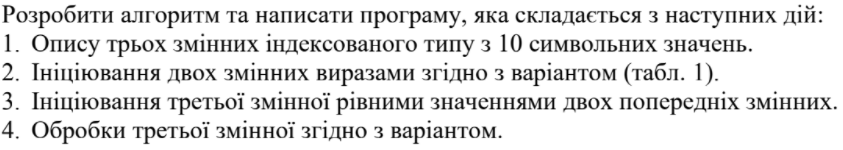 Розробити алгоритм та написати програму, яка складається з наступних дій:
1. Опису трьох змінних індексованого типу з 10 символьних значень.
2. Ініціювання двох змінних виразами згідно з варіантом (табл. 1).
3. Ініціювання третьої змінної рівними значеннями двох попередніх змінних.
4. Обробки третьої змінної згідно з варіантом.